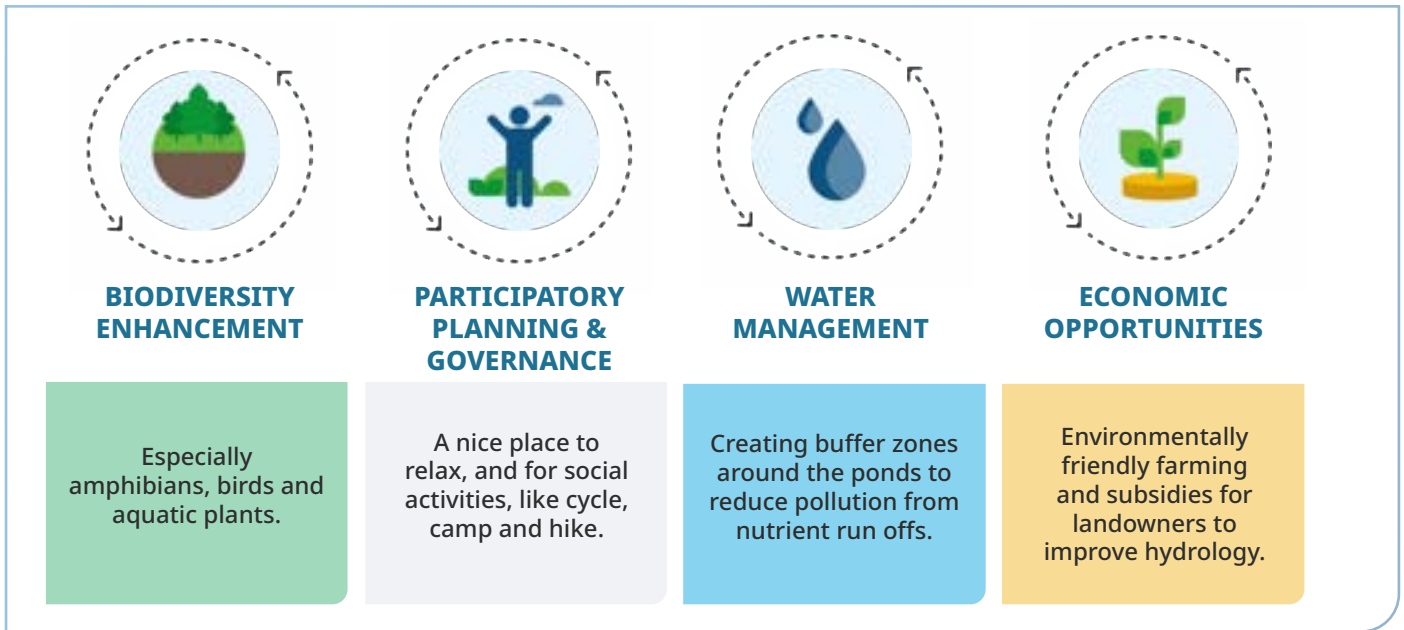 BIODIVERSITY
ENHANCEMENT
Especially
amphibians, birds and
aquatic plants.
PARTICIPATORY
PLANNING &
GOVERNANCE
A nice place to
relax, and for social
activities, like cycle,
camp and hike.
WATER
MANAGEMENT
Creating buffer zones
around the ponds to
reduce pollution from
nutrient run offs.
ECONOMIC
OPPORTUNITIES
Environmentally
friendly farming
and subsidies for
landowners to
improve hydrology.